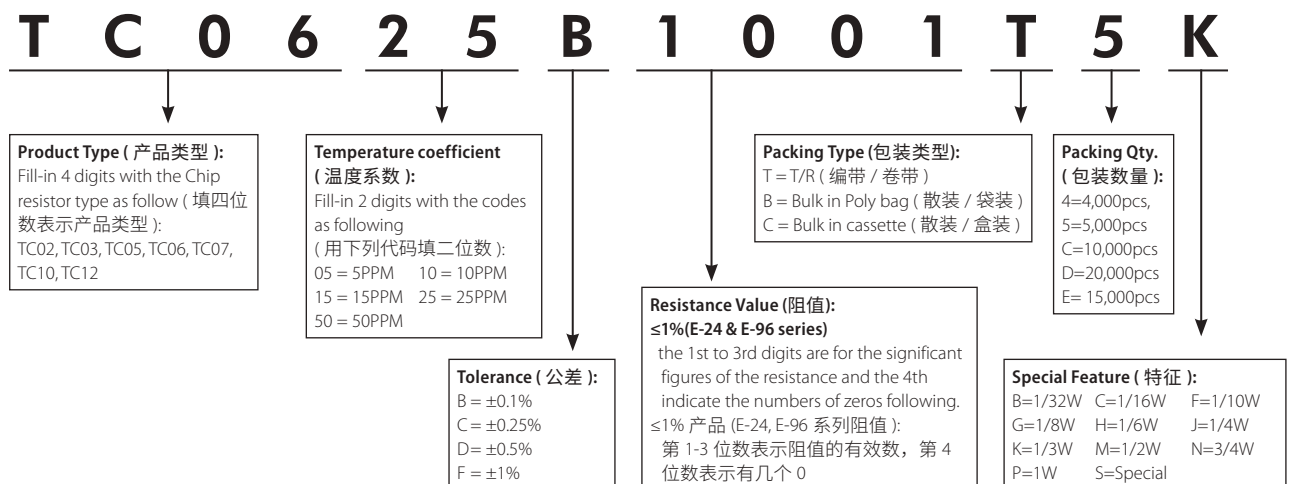 T C 0 6 2 5 B 1 0 0 1 T 5 K
Product Type ( 产品类型 ):
Fill-in 4 digits with the Chip
resistor type as follow ( 填四位
数表示产品类型 ):
TC02, TC03, TC05, TC06, TC07,
TC10, TC12
Temperature coefficient
( 温度系数 ):
Fill-in 2 digits with the codes
as following
( 用下列代码填二位数 ):
05 = 5PPM 10 = 10PPM
15 = 15PPM 25 = 25PPM
50 = 50PPM
Tolerance ( 公差 ):
B = ±0.1%
C = ±0.25%
D= ±0.5%
F = ±1%
Resistance Value (阻值):
≤1%(E-24 & E-96 series)
the 1st to 3rd digits are for the significant
figures of the resistance and the 4th
indicate the numbers of zeros following.
≤1% 产品 (E-24, E-96 系列阻值 ):
第 1-3 位数表示阻值的有效数，第 4
位数表示有几个 0
Packing Type (包装类型):
T = T/R ( 编带 / 卷带 )
B = Bulk in Poly bag ( 散装 / 袋装 )
C = Bulk in cassette ( 散装 / 盒装 )
Packing Qty.
( 包装数量 ):
4=4,000pcs,
5=5,000pcs
C=10,000pcs
D=20,000pcs
E= 15,000pcs
Special Feature ( 特征 ):
B=1/32W C=1/16W F=1/10W
G=1/8W H=1/6W J=1/4W
K=1/3W M=1/2W N=3/4W
P=1W S=Special